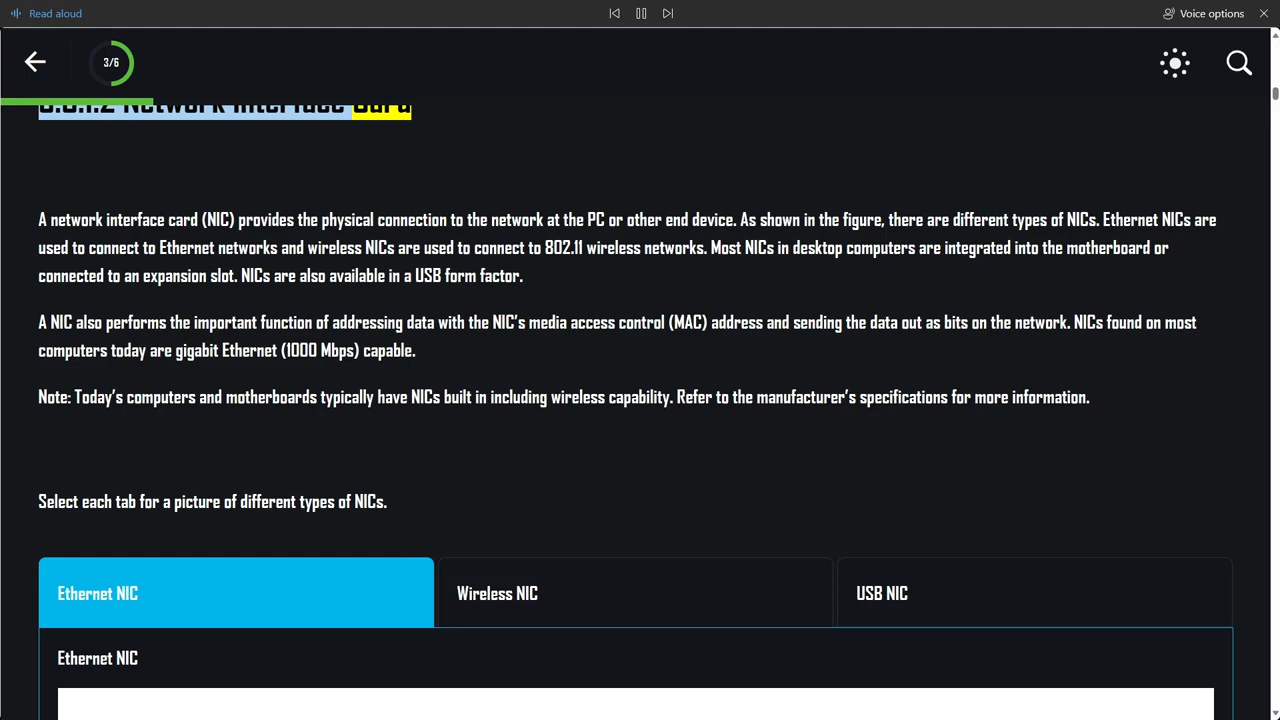 Read aloud
Voice options
3/6
Network Interface Card
A network interface card (NIC) provides the physical connection to the network at the PC or other end device. As shown in the figure, there are different types of NICs. Ethernet NICs are
used to connect to Ethernet networks and wireless NICs are used to connect to 802.11 wireless networks. Most NICs in desktop computers are integrated into the motherboard or
connected to an expansion slot. NICs are also available in a USB form factor.
A NIC also performs the important function of addressing data with the NIC’s media access control (MAC) address and sending the data out as bits on the network. NICs found on most
computers today are gigabit Ethernet (1000 Mbps) capable.
Note: Today’s computers and motherboards typically have NICs built in including wireless capability. Refer to the manufacturer’s specifications for more information.
Select each tab for a picture of different types of NICs.
Ethernet NIC
Wireless NIC
USB NIC
Ethernet NIC